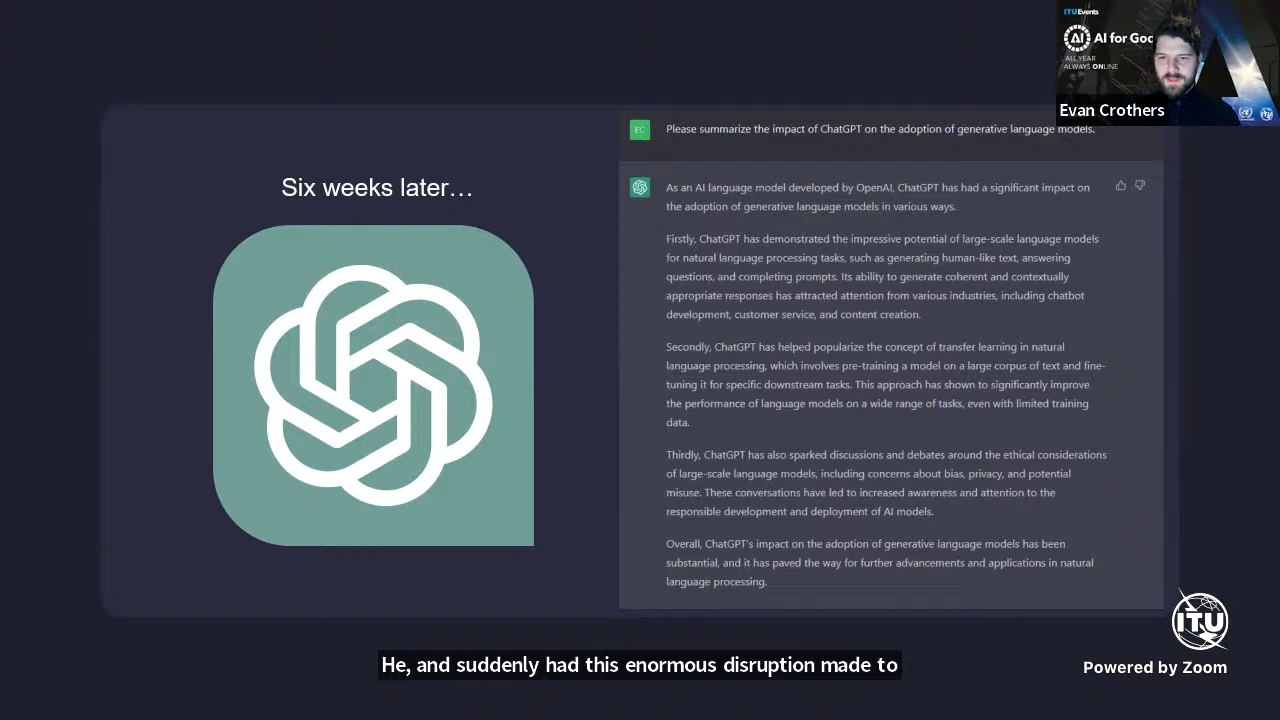 ITUEvents
AI
AI for Goo
ALL YEAR
ALWAYS ONLINE
Evan Crothers
Six weeks later…
EC
Please summarize the impact of ChatGPT on the adoption of generative language models.
As an AI language model developed by OpenAI, ChatGPT has had a significant impact on
the adoption of generative language models in various ways.
Firstly, ChatGPT has demonstrated the impressive potential of large-scale language models
for natural language processing tasks, such as generating human-like text, answering
questions, and completing prompts. Its ability to generate coherent and contextually
appropriate responses has attracted attention from various industries, including chatbot
development, customer service, and content creation.
Secondly, ChatGPT has helped popularize the concept of transfer learning in natural
language processing, which involves pre-training a model on a large corpus of text and fine-
tuning it for specific downstream tasks. This approach has shown to significantly improve
the performance of language models on a wide range of tasks, even with limited training
data.
Thirdly, ChatGPT has also sparked discussions and debates around the ethical considerations
of large-scale language models, including concerns about bias, privacy, and potential
misuse. These conversations have led to increased awareness and attention to the
responsible development and deployment of AI models.
Overall, ChatGPT's impact on the adoption of generative language models has been
substantial, and it has paved the way for further advancements and applications in natural
language processing.
ITU
He, and suddenly had this enormous disruption made to
Powered by Zoom